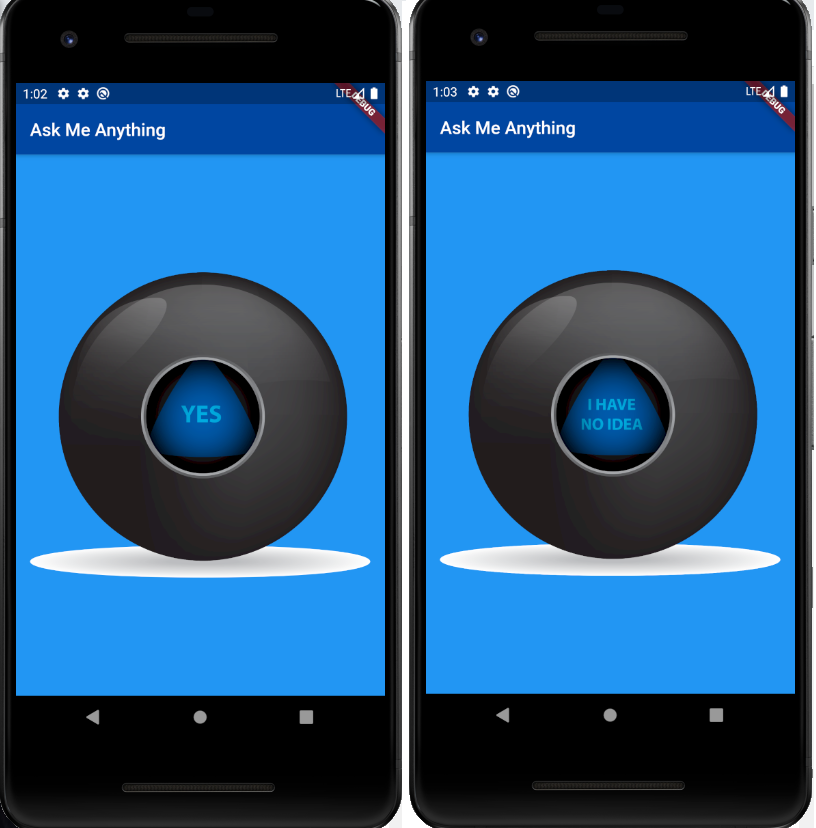 1:02 LTE
DEBUG
Ask Me Anything
YES
1:03 LTE
DEBUG
Ask Me Anything
I HAVE
NO IDEA